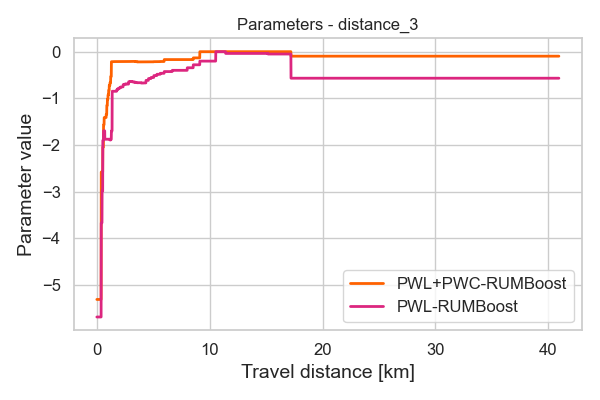 Parameters - distance_3
Parameter value
0
−1
−2
−3
−4
−5
PWL+PWC-RUMBoost
PWL-RUMBoost
0 10 20 30 40
Travel distance [km]